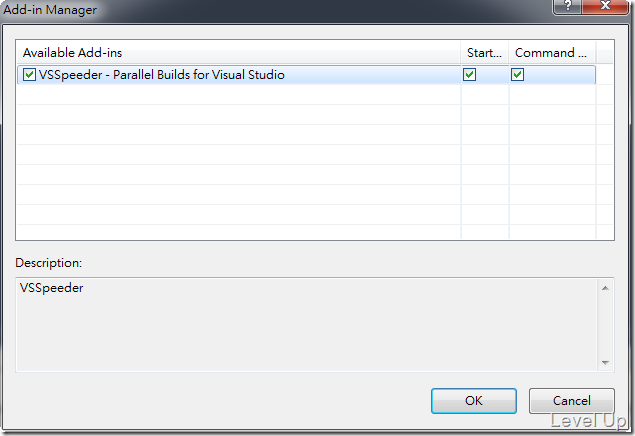 Add-in Manager
?
Available Add-ins Start... Command ...
VSSpeeder - Parallel Builds for Visual Studio
Description:
VSSpeeder
OK Cancel
Level Up